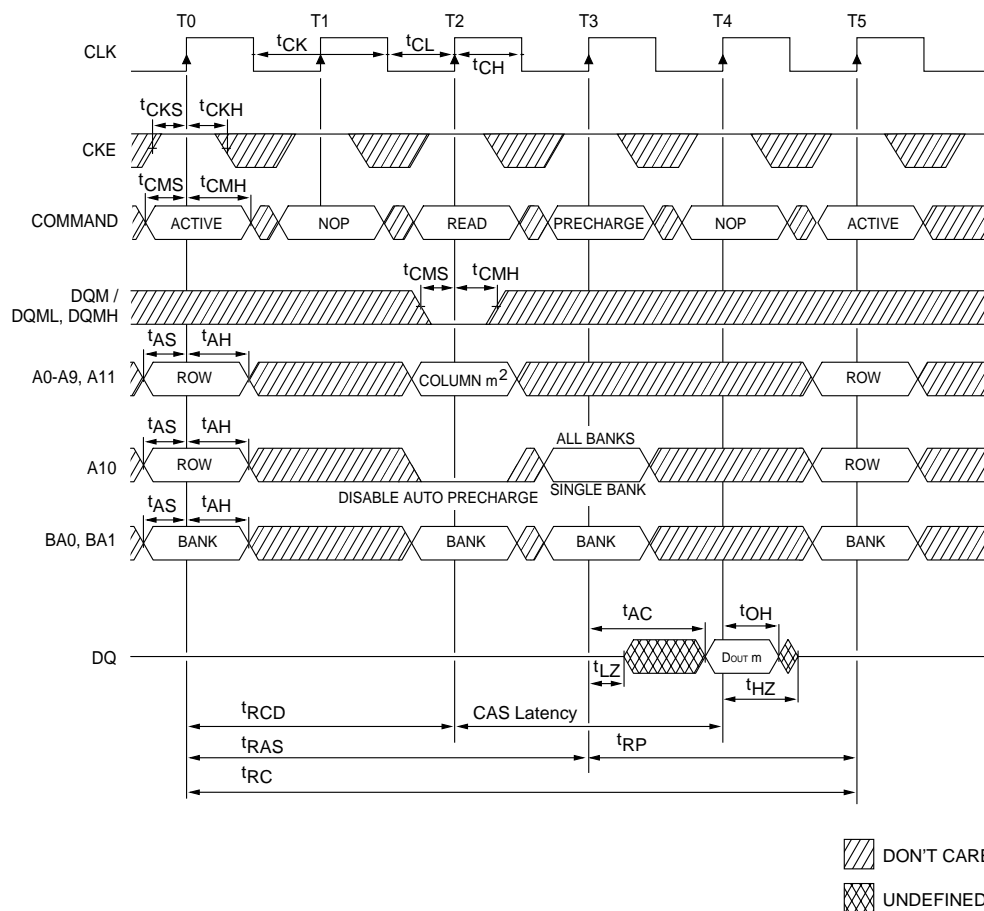 T0 T1 T2 T3 T4 T5
CLK tCK tCL tCH
tCKS tCKH
CKE
tCMS tCMH
COMMAND ACTIVE NOP READ PRECHARGE NOP ACTIVE
tCMS tCMH
DQM /
DQML, DQMH
tAS tAH
A0-A9, A11 ROW COLUMN m2 ROW
tAS tAH ALL BANKS
A10 ROW ROW
DISABLE AUTO PRECHARGE SINGLE BANK
tAS tAH
BA0, BA1 BANK BANK BANK BANK
tAC tOH
DQ DOUT m
tLZ tHZ
tRCD CAS Latency
tRAS tRP
tRC
DON'T CARE
UNDEFINED